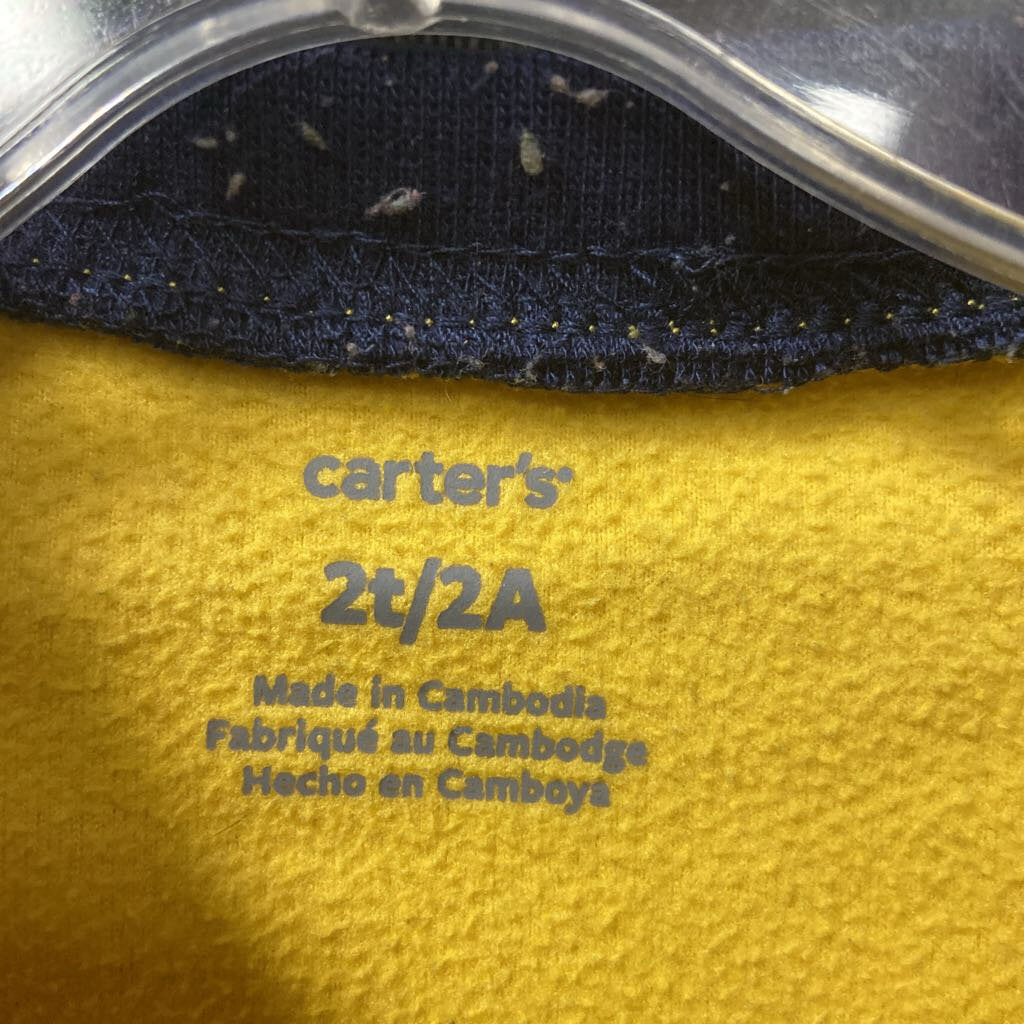 carter's
2t/2A
Made in Cambodia
Fabriqué au Cambodge
Hecho en Camboya